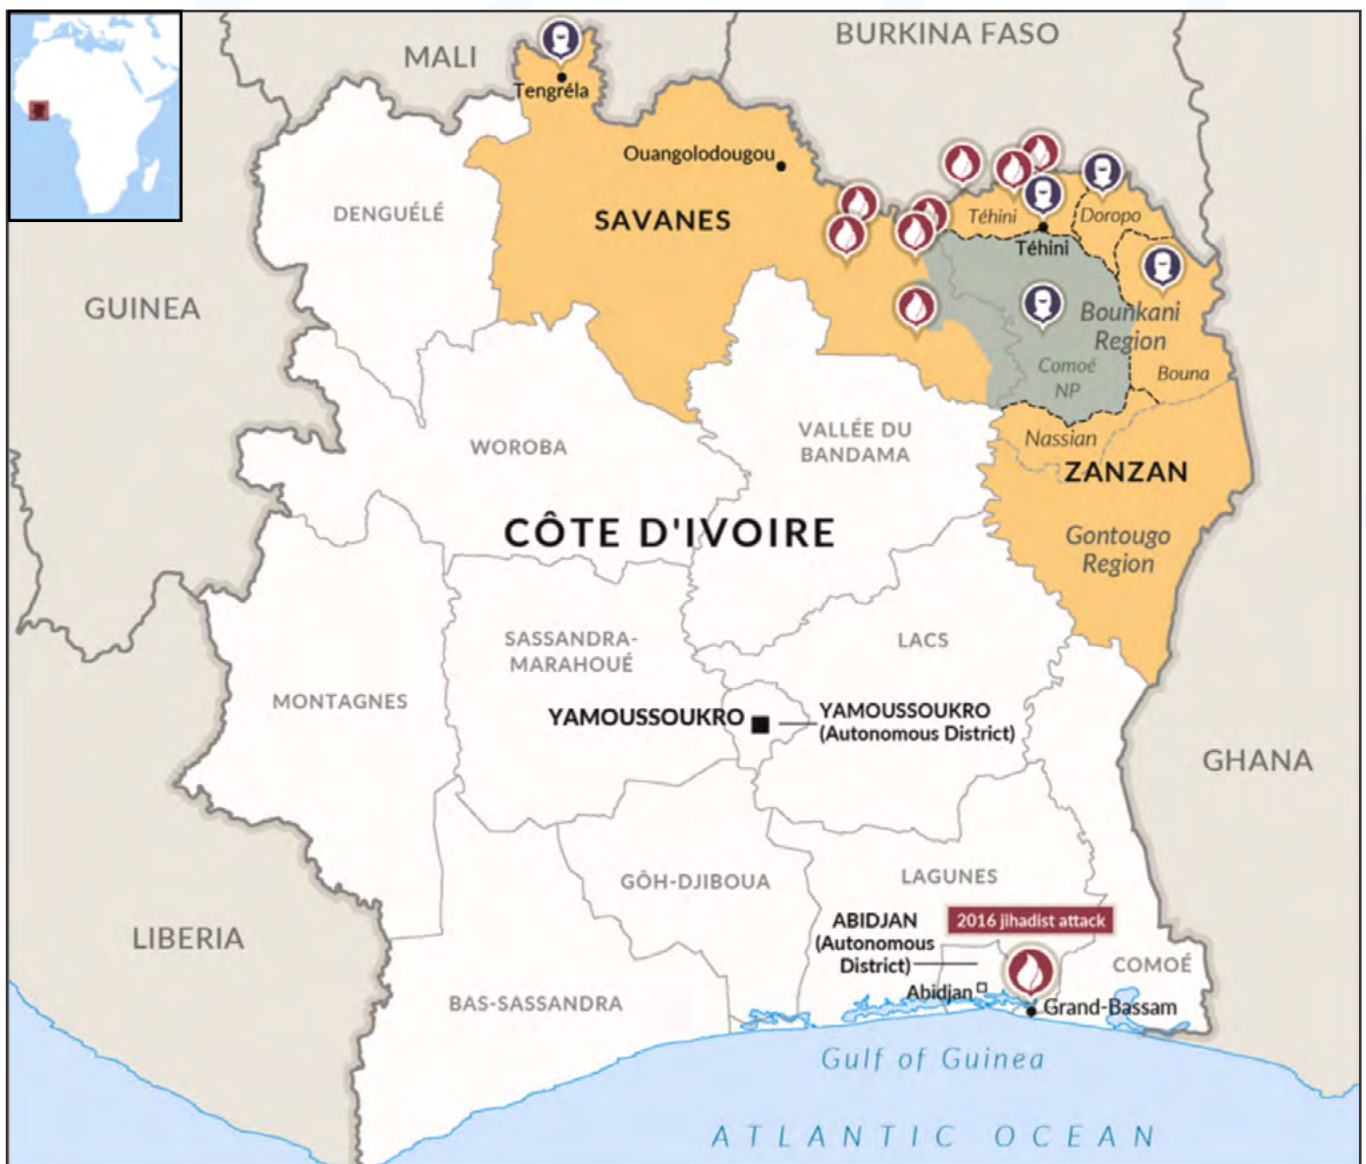 MALI
BURKINA FASO
Tengréla
Ouangolodougou
DENGUÉLÉ
SAVANES
Téhini
Doropo
Téhini
GUINEA
Bounkani
Region
Comoé
NP
Bouna
WOROBA
VALLÉE DU
BANDAMA
Nassian
ZANZAN
CÔTE D'IVOIRE
Gontougo
Region
SASSANDRA-
MARAHOUÉ
LACS
MONTAGNES
YAMOUSSOUKRO
YAMOUSSOUKRO
(Autonomous District)
GHANA
GÔH-DJIBOUA
LAGUNES
LIBERIA
ABIDJAN
(Autonomous
District)
2016 jihadist attack
COMOÉ
Abidjan
BAS-SASSANDRA
Grand-Bassam
Gulf of Guinea
ATLANTIC OCEAN